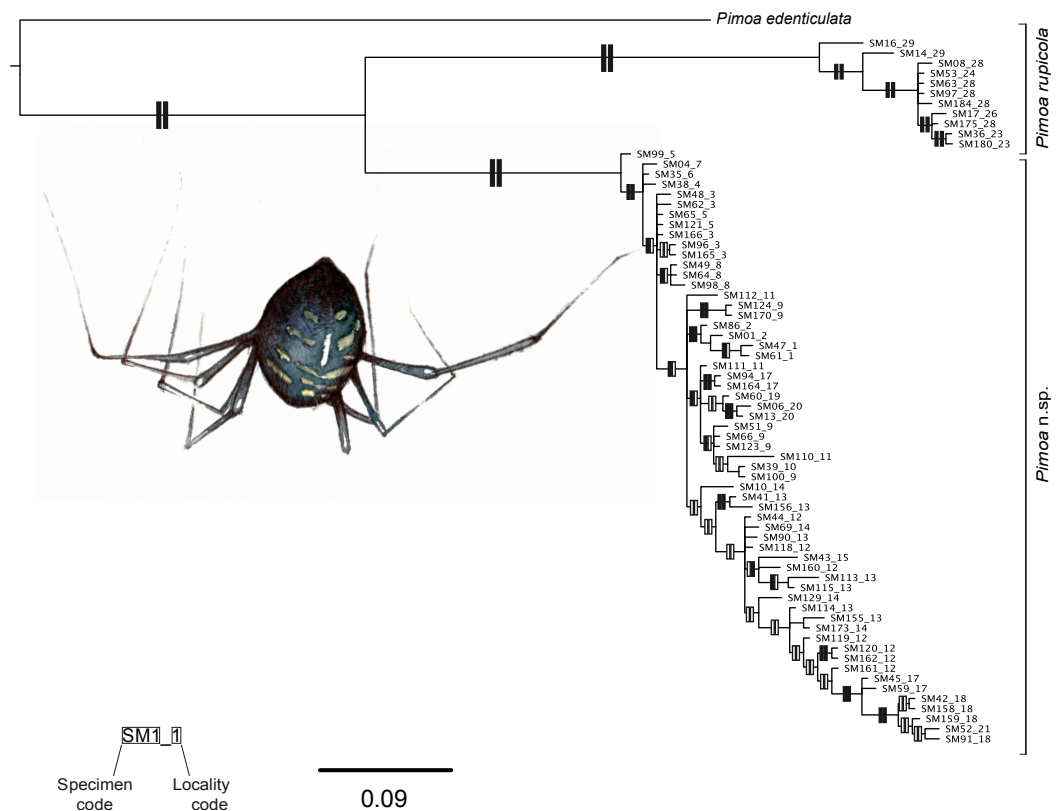 Pimoa edenticulata
SM16_29
SM14_29
SM08_28
SM53_24
SM63_28
SM97_28
SM184_28
SM17_26
SM175_28
SM36_23
SM180_23
Pimoa rupicola
SM99_5
SM04_7
SM35_6
SM38_4
SM48_3
SM62_3
SM65_5
SM121_5
SM166_3
SM96_3
SM165_3
SM49_8
SM64_8
SM98_8
SM112_11
SM124_9
SM170_9
SM86_2
SM01_2
SM47_1
SM61_1
SM111_11
SM94_17
SM164_17
SM60_19
SM06_20
SM13_20
SM51_9
SM66_9
SM123_9
SM110_11
SM39_10
SM100_9
SM10_14
SM41_13
SM156_13
SM44_12
SM69_14
SM90_13
SM118_12
SM43_15
SM160_12
SM113_13
SM115_13
SM129_14
SM114_13
SM155_13
SM173_14
SM119_12
SM120_12
SM162_12
SM161_12
SM45_17
SM59_17
SM42_18
SM158_18
SM159_18
SM52_21
SM91_18
Pimoa n.sp.
SM1_1
Specimen code
Locality code
0.09